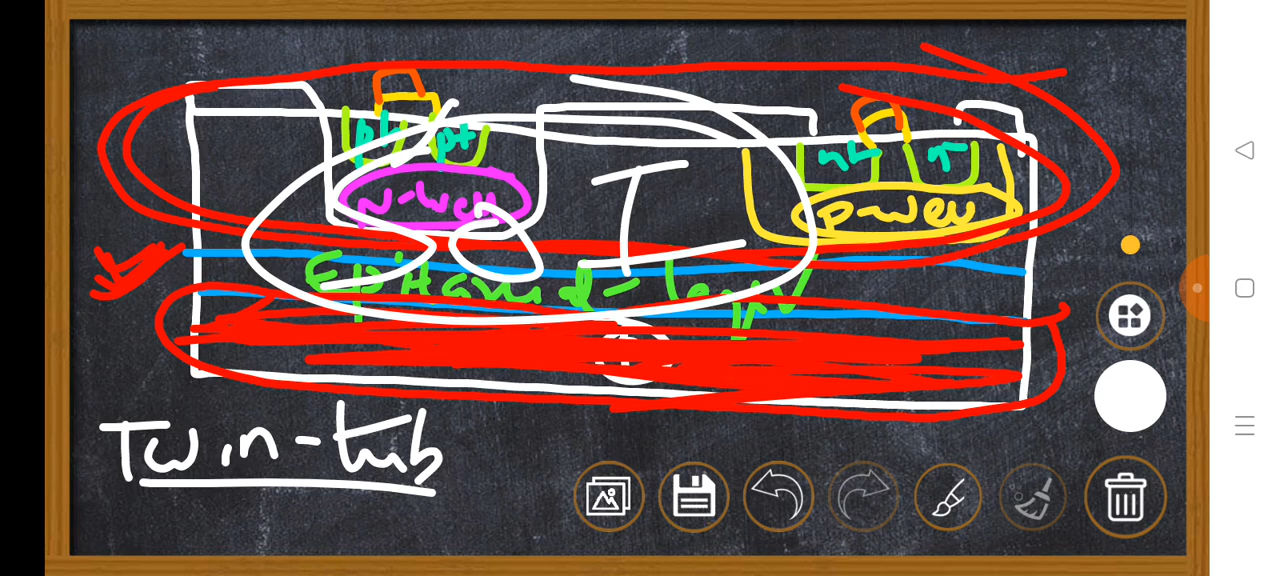 p+ p+ n+ n
N-well P-well
I
Epitaxial-layer
Twin-tub